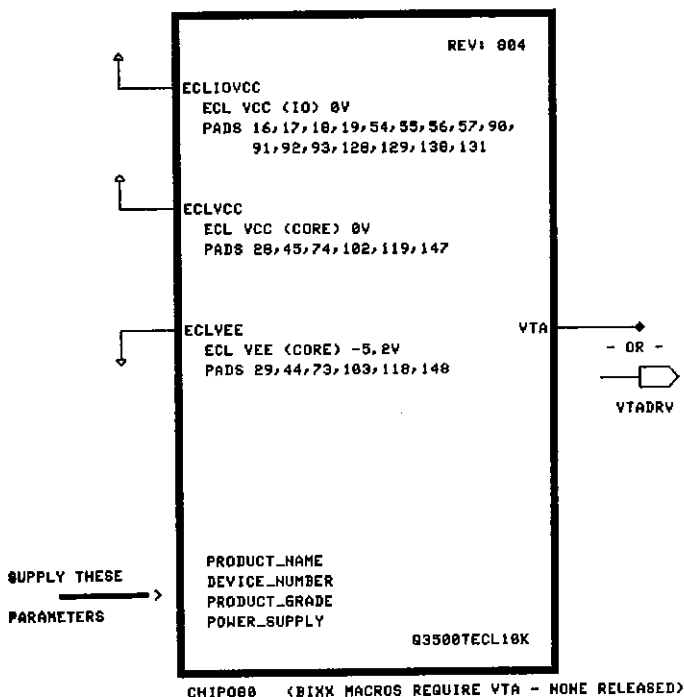 REV: 804
ECLIOVCC
ECL VCC (IO) 0V
PADS 16,17,18,19,54,55,56,57,90,
91,92,93,128,129,130,131
ECLVCC
ECL VCC (CORE) 0V
PADS 28,45,74,102,119,147
ECLVEE
ECL VEE (CORE) -5.2V
PADS 29,44,73,103,118,148
VTA
- OR -
VTADRV
SUPPLY THESE
PARAMETERS
PRODUCT_NAME
DEVICE_NUMBER
PRODUCT_GRADE
POWER_SUPPLY
Q3500TECL10K
CHIPO80 (BIXX MACROS REQUIRE VTA - NONE RELEASED)